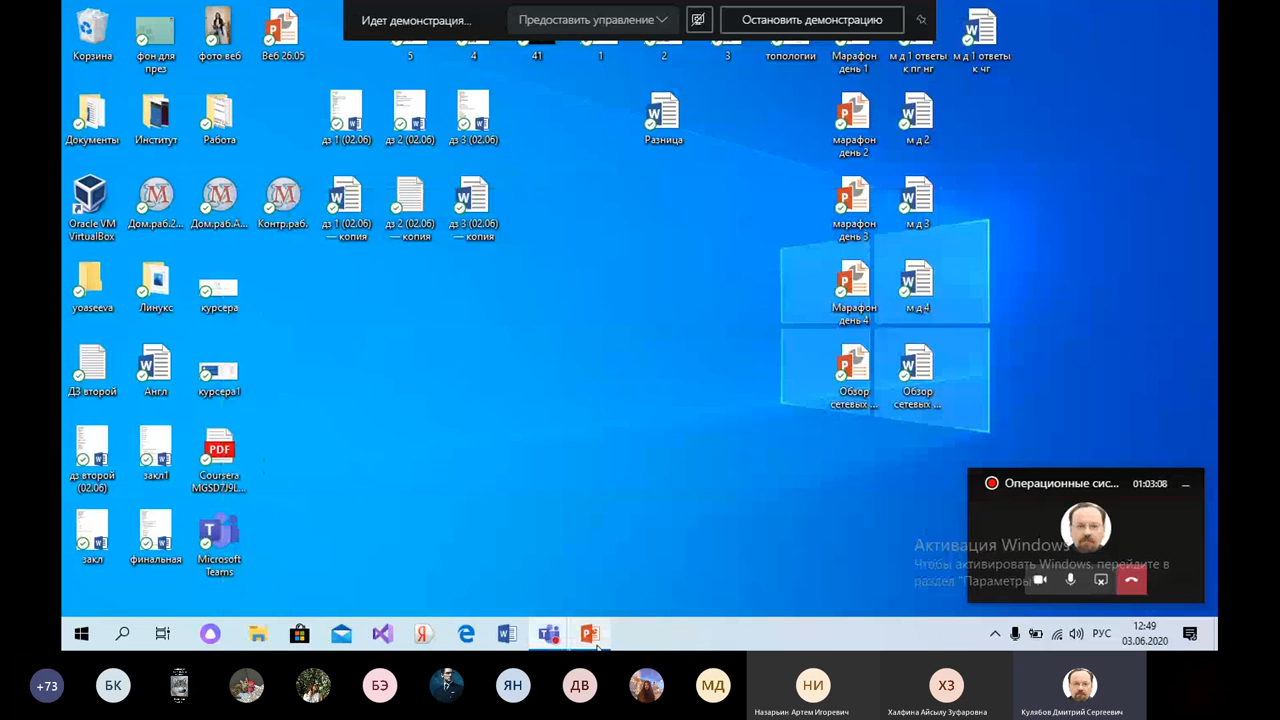 Идет демонстрация...
Предоставить управление
Остановить демонстрацию
Корзина
фон для
през
фото веб
Веб 26.05
5
4
41
1
2
3
топологии
Марафон
день 1
м д 1 ответы
к пг нг
м д 1 ответы
к чг
Документы
Институт
Работа
дз 1 (02.06)
дз 2 (02.06)
дз 3 (02.06)
Разница
марафон
день 2
м д 2
Oracle VM
VirtualBox
Дом.раб.2...
Дом.раб.А...
Контр.раб.
дз 1 (02.06)
— копия
дз 2 (02.06)
— копия
дз 3 (02.06)
— копия
марафон
день 3
м д 3
yoaseeva
Линукс
курсера
Марафон
день 4
м д 4
ДЗ второй
Англ
курсера1
Обзор
сетевых ...
Обзор
сетевых ...
дз второй
(02.06)
закл1
PDF
Coursera
MGSD7J9L...
закл
финальная
Microsoft
Teams
Операционные сис...
01:03:08
Активация Windows
Чтобы активировать Windows, перейдите в
раздел "Параметры
РУС
12:49
03.06.2020
+73
БК
БЭ
ЯН
ДВ
МД
НИ
Назарьин Артем Игоревич
ХЗ
Халфина Айсылу Зуфаровна
Кулябов Дмитрий Сергеевич